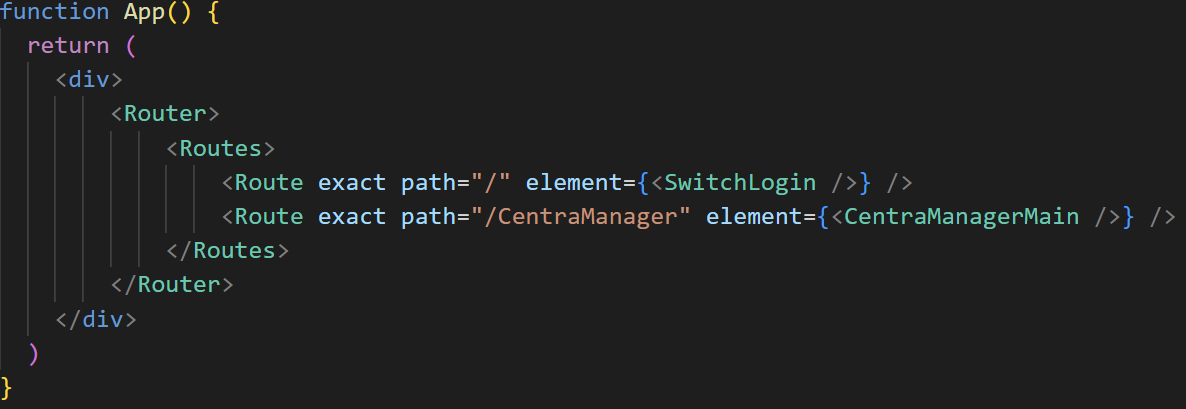 function App() {
  return (
    <div>
        <Router>
            <Routes>
                <Route exact path="/" element={<SwitchLogin />} />
                <Route exact path="/CentraManager" element={<CentraManagerMain />} />
            </Routes>
        </Router>
    </div>
  )
}